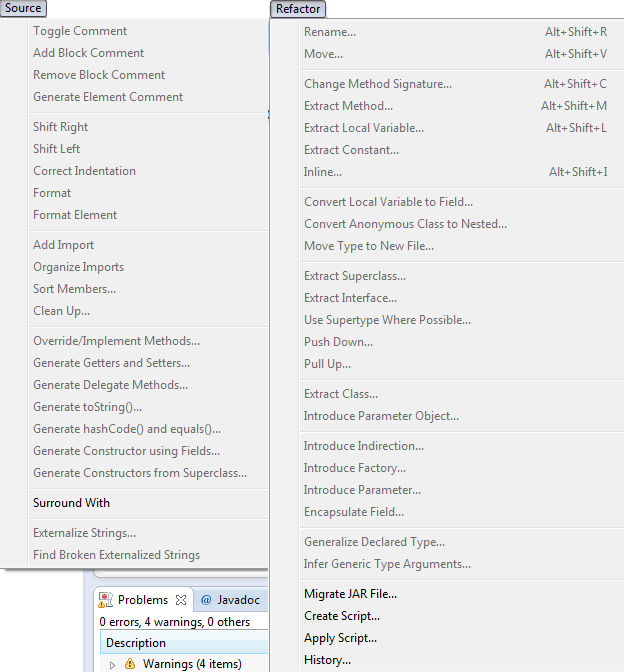 Source
Toggle Comment
Add Block Comment
Remove Block Comment
Generate Element Comment
Shift Right
Shift Left
Correct Indentation
Format
Format Element
Add Import
Organize Imports
Sort Members...
Clean Up...
Override/Implement Methods...
Generate Getters and Setters...
Generate Delegate Methods...
Generate toString()...
Generate hashCode() and equals()...
Generate Constructor using Fields...
Generate Constructors from Superclass...
Surround With
Externalize Strings...
Find Broken Externalized Strings
Problems @ Javadoc
0 errors, 4 warnings, 0 others
Description
Warnings (4 items)
Refactor
Rename... Alt+Shift+R
Move... Alt+Shift+V
Change Method Signature... Alt+Shift+C
Extract Method... Alt+Shift+M
Extract Local Variable... Alt+Shift+L
Extract Constant...
Inline... Alt+Shift+I
Convert Local Variable to Field...
Convert Anonymous Class to Nested...
Move Type to New File...
Extract Superclass...
Extract Interface...
Use Supertype Where Possible...
Push Down...
Pull Up...
Extract Class...
Introduce Parameter Object...
Introduce Indirection...
Introduce Factory...
Introduce Parameter...
Encapsulate Field...
Generalize Declared Type...
Infer Generic Type Arguments...
Migrate JAR File...
Create Script...
Apply Script...
History...